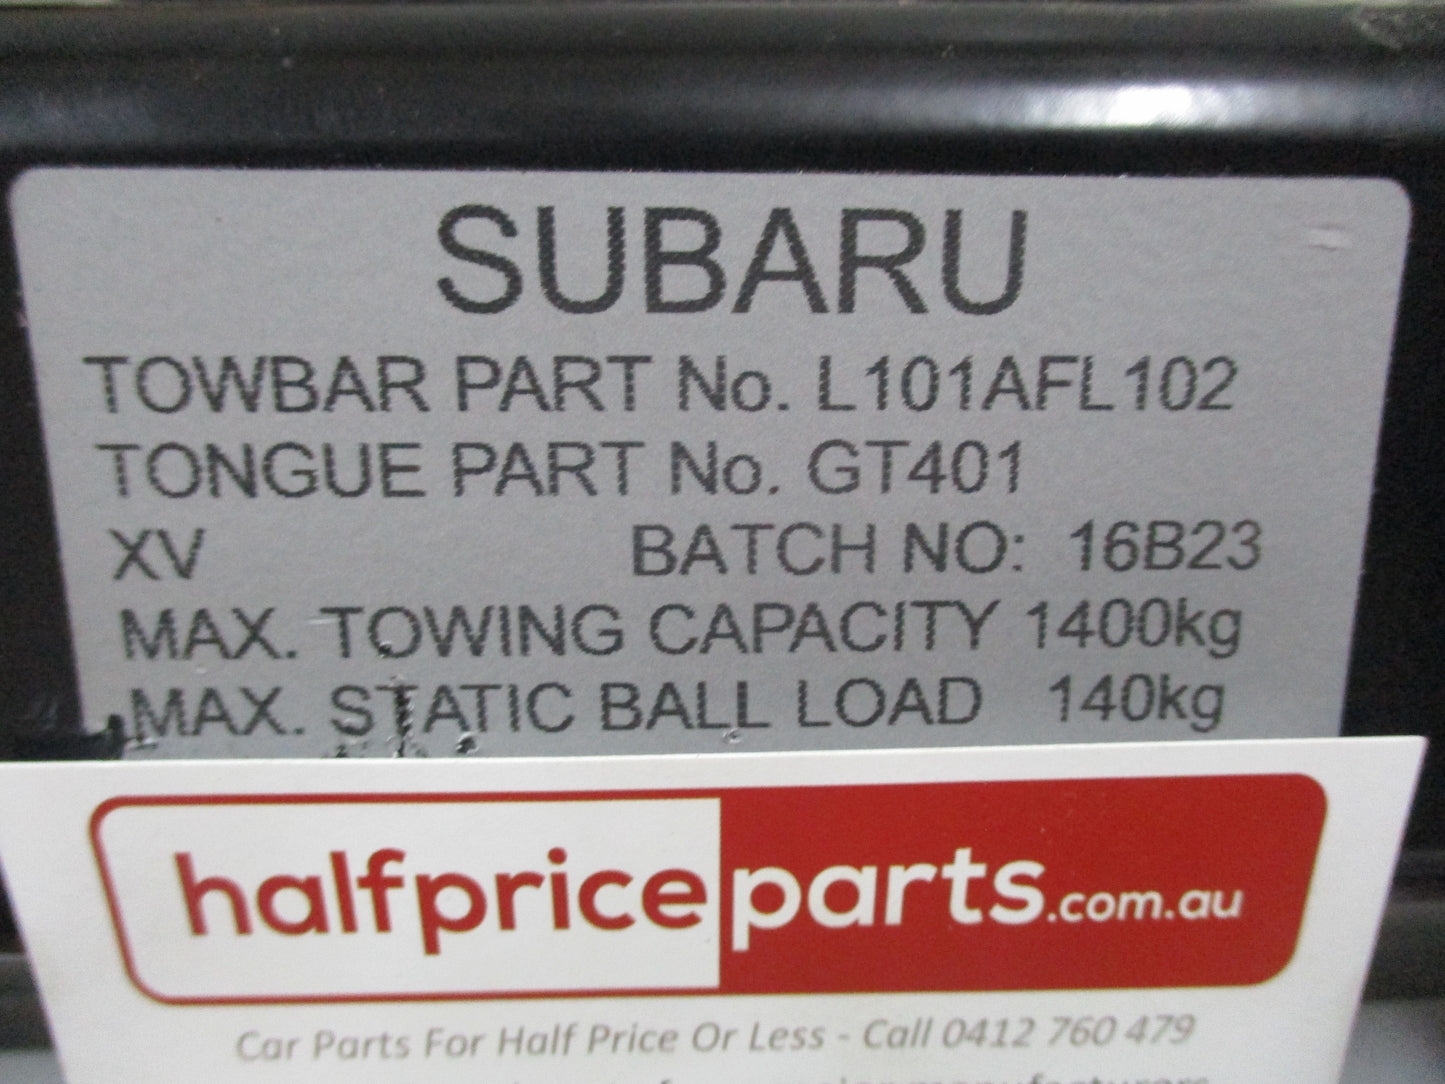 SUBARU
TOWBAR PART No. L101AFL102
TONGUE PART No. GT401
XV BATCH NO: 16B23
MAX. TOWING CAPACITY 1400kg
MAX. STATIC BALL LOAD 140kg
halfpriceparts.com.au
Car Parts For Half Price Or Less - Call 0412 760 479